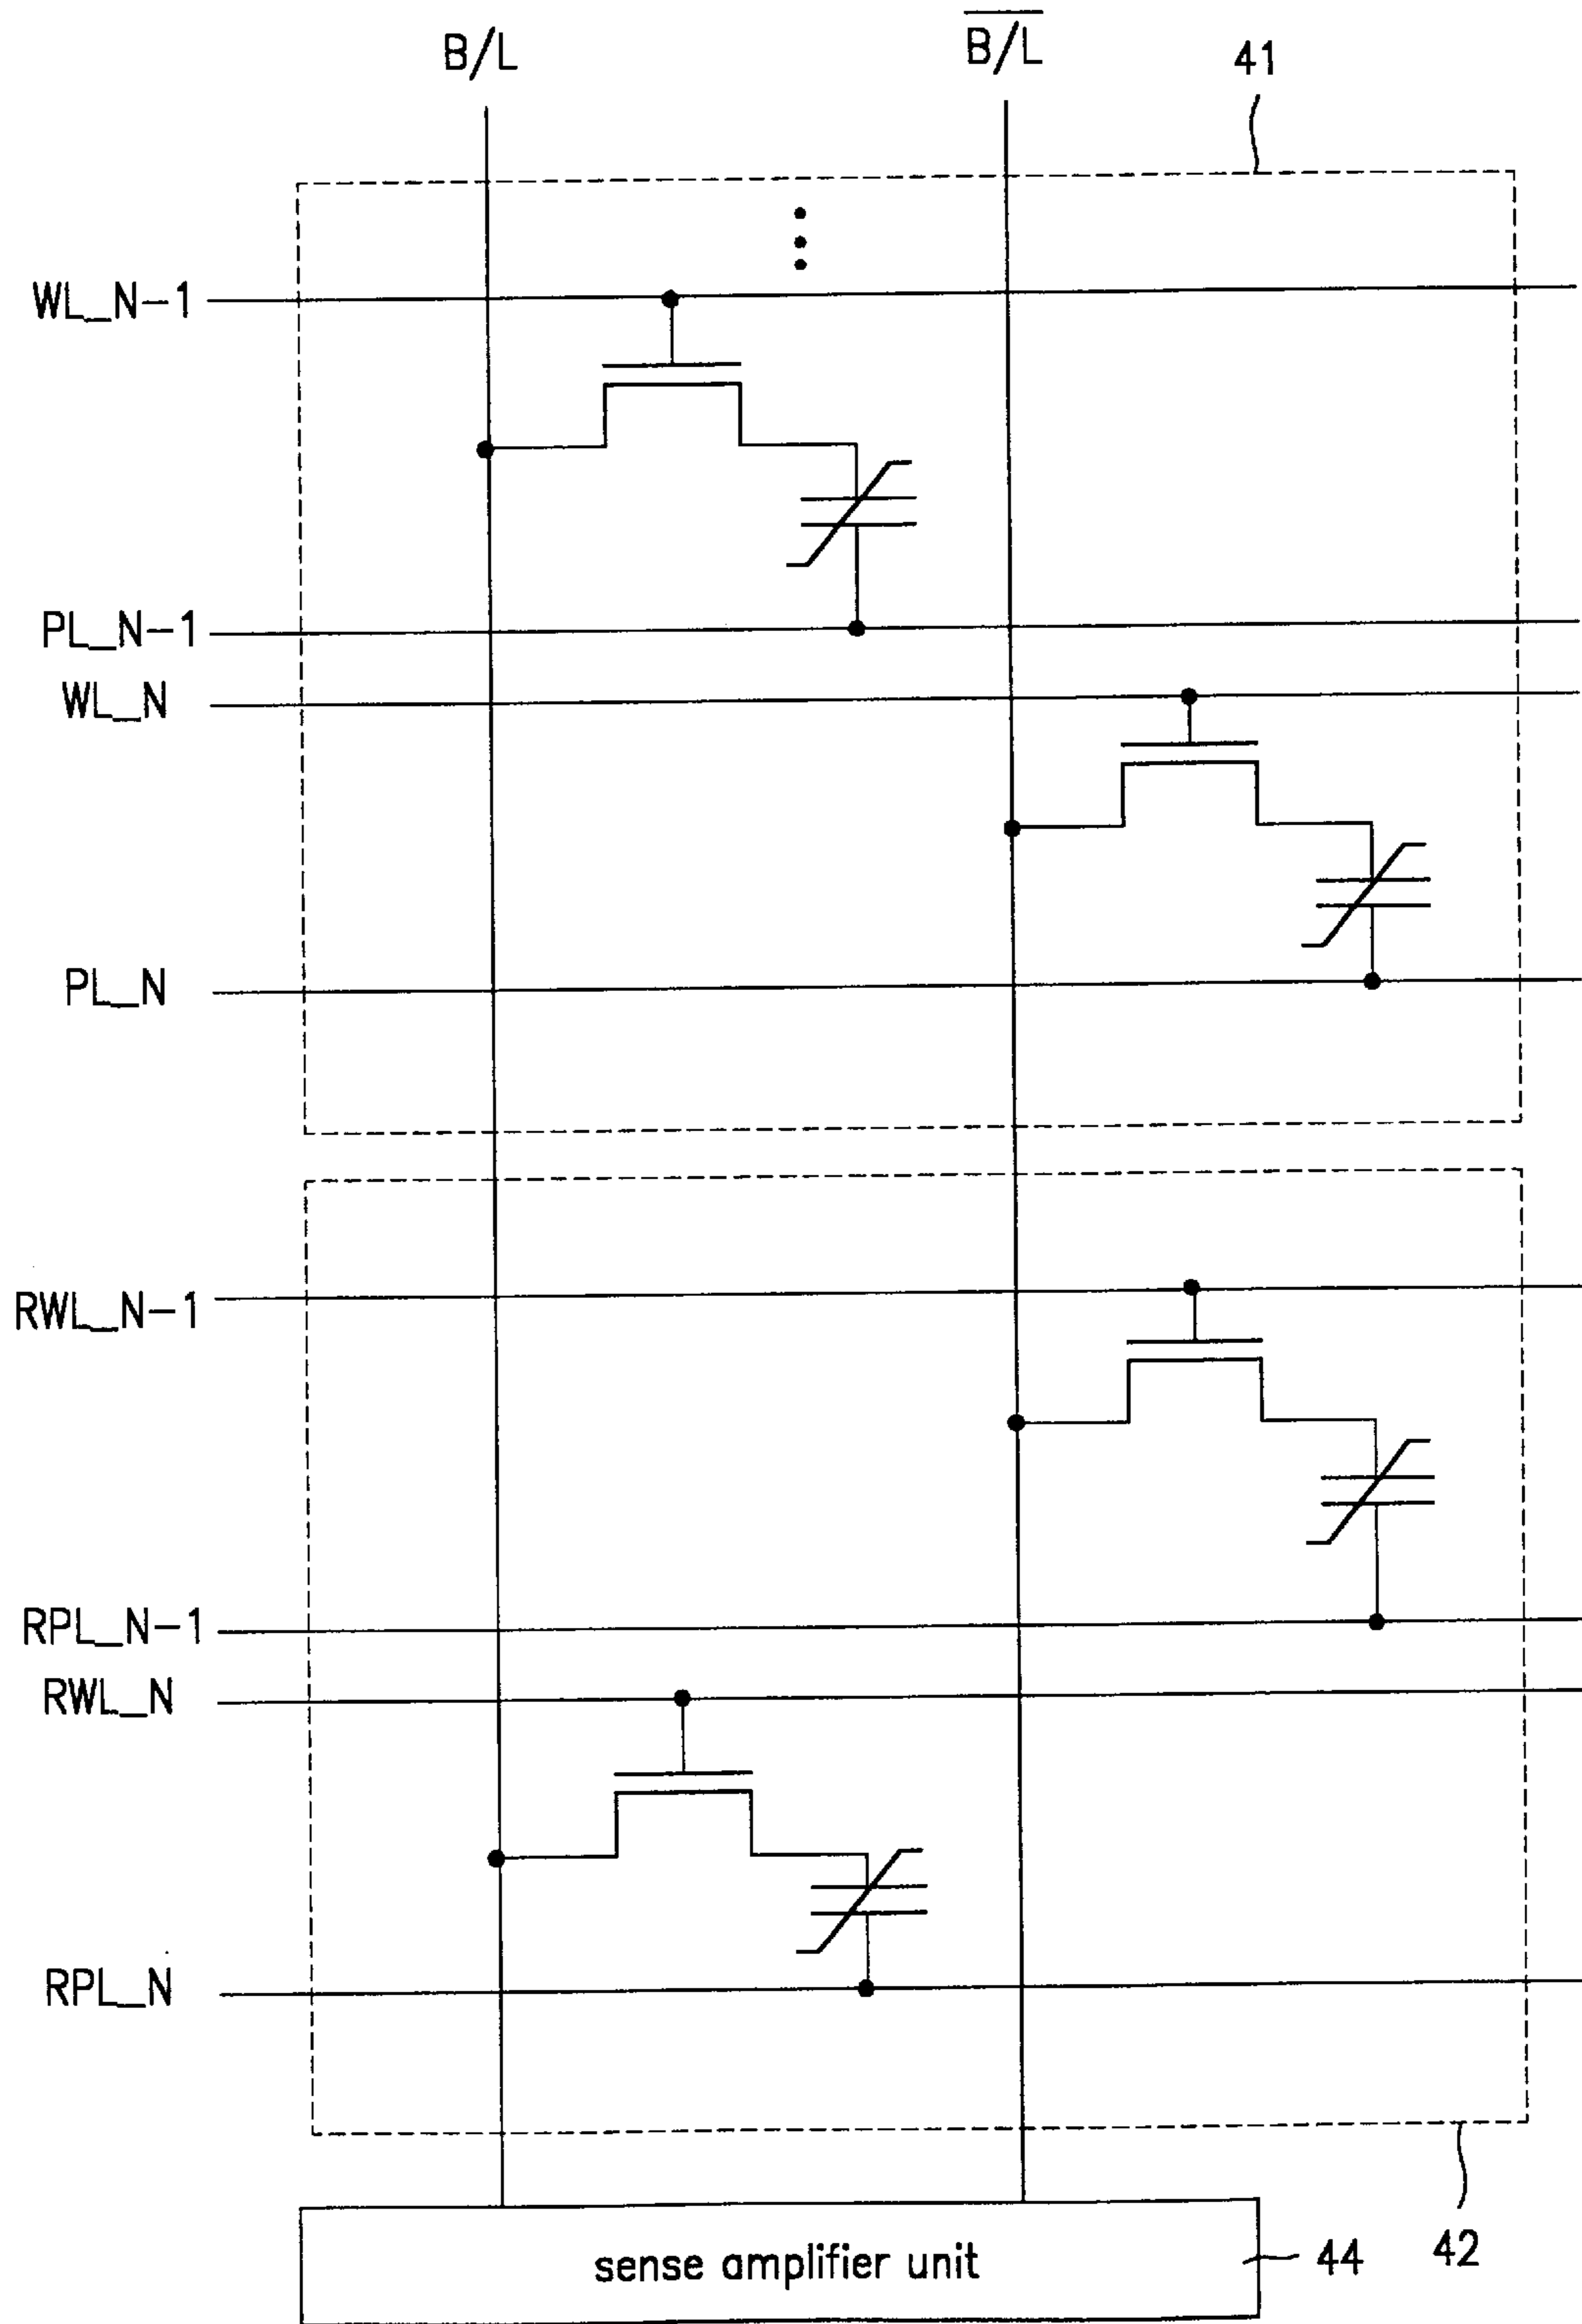 B/L
B/L
41
WL_N-1
PL_N-1
WL_N
PL_N
RWL_N-1
RPL_N-1
RWL_N
RPL_N
sense amplifier unit
44
42